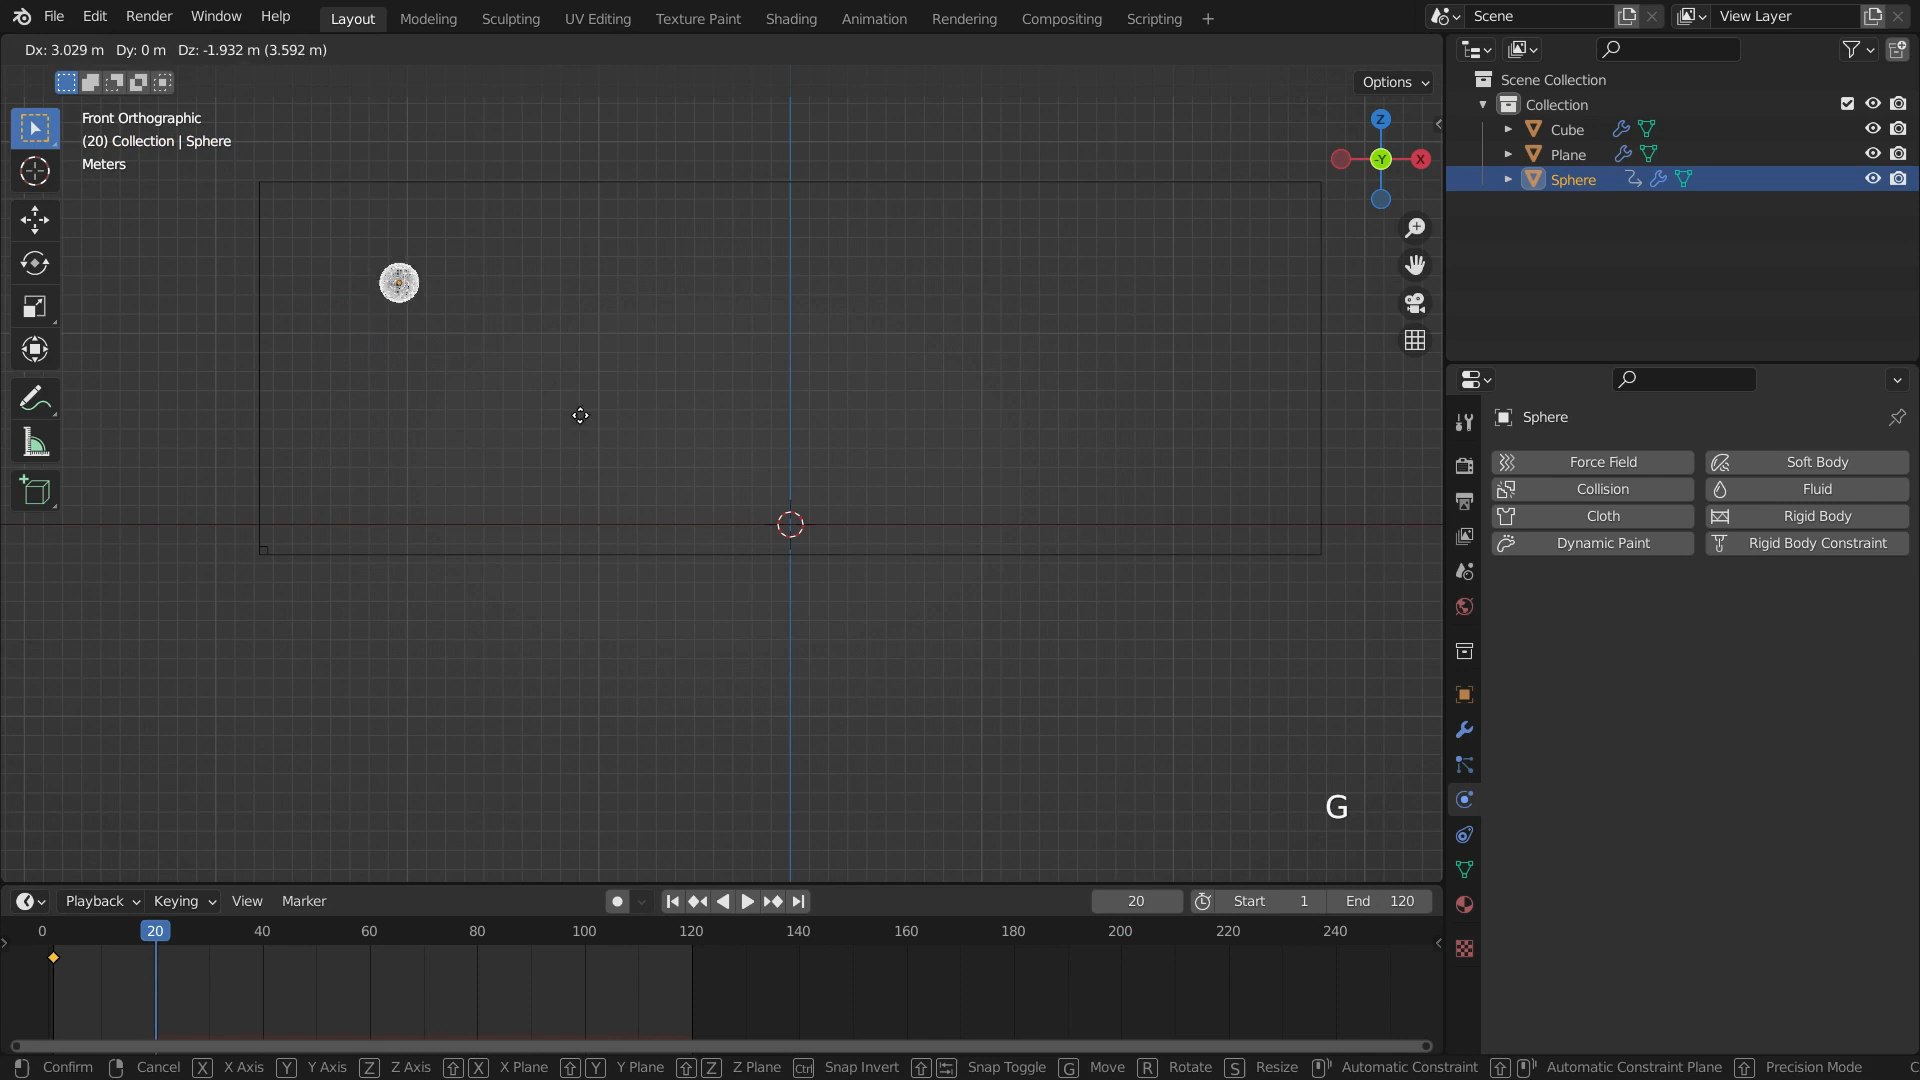 File Edit Render Window Help
Layout Modeling Sculpting UV Editing Texture Paint Shading Animation Rendering Compositing Scripting +
Scene
View Layer
Dx: 3.029 m Dy: 0 m Dz: -1.932 m (3.592 m)
Options
Front Orthographic
(20) Collection | Sphere
Meters
Z
-Y
X
Scene Collection
Collection
Cube
Plane
Sphere
Sphere
Force Field Soft Body
Collision Fluid
Cloth Rigid Body
Dynamic Paint Rigid Body Constraint
G
Playback Keying View Marker
20 Start 1 End 120
0 20 40 60 80 100 120 140 160 180 200 220 240
Confirm Cancel X X Axis Y Y Axis Z Z Axis X X Plane Y Y Plane Z Z Plane Ctrl Snap Invert Snap Toggle G Move R Rotate S Resize Automatic Constraint Automatic Constraint Plane Precision Mode